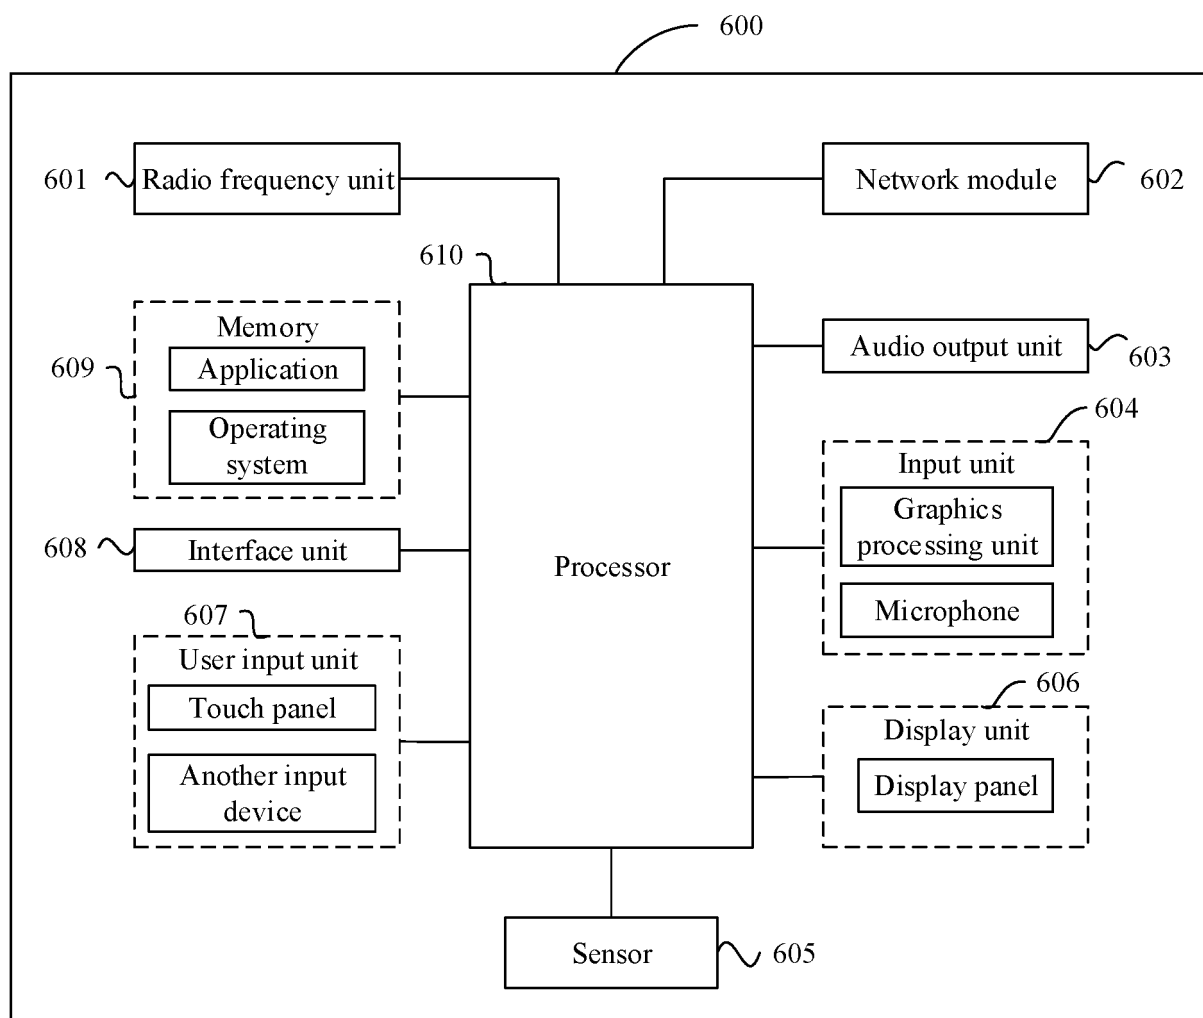 600
601
Radio frequency unit
Network module
602
610
Memory
Application
Operating
system
609
Audio output unit
603
604
Input unit
Graphics
processing unit
Microphone
608
Interface unit
Processor
607
User input unit
Touch panel
Another input
device
606
Display unit
Display panel
Sensor
605